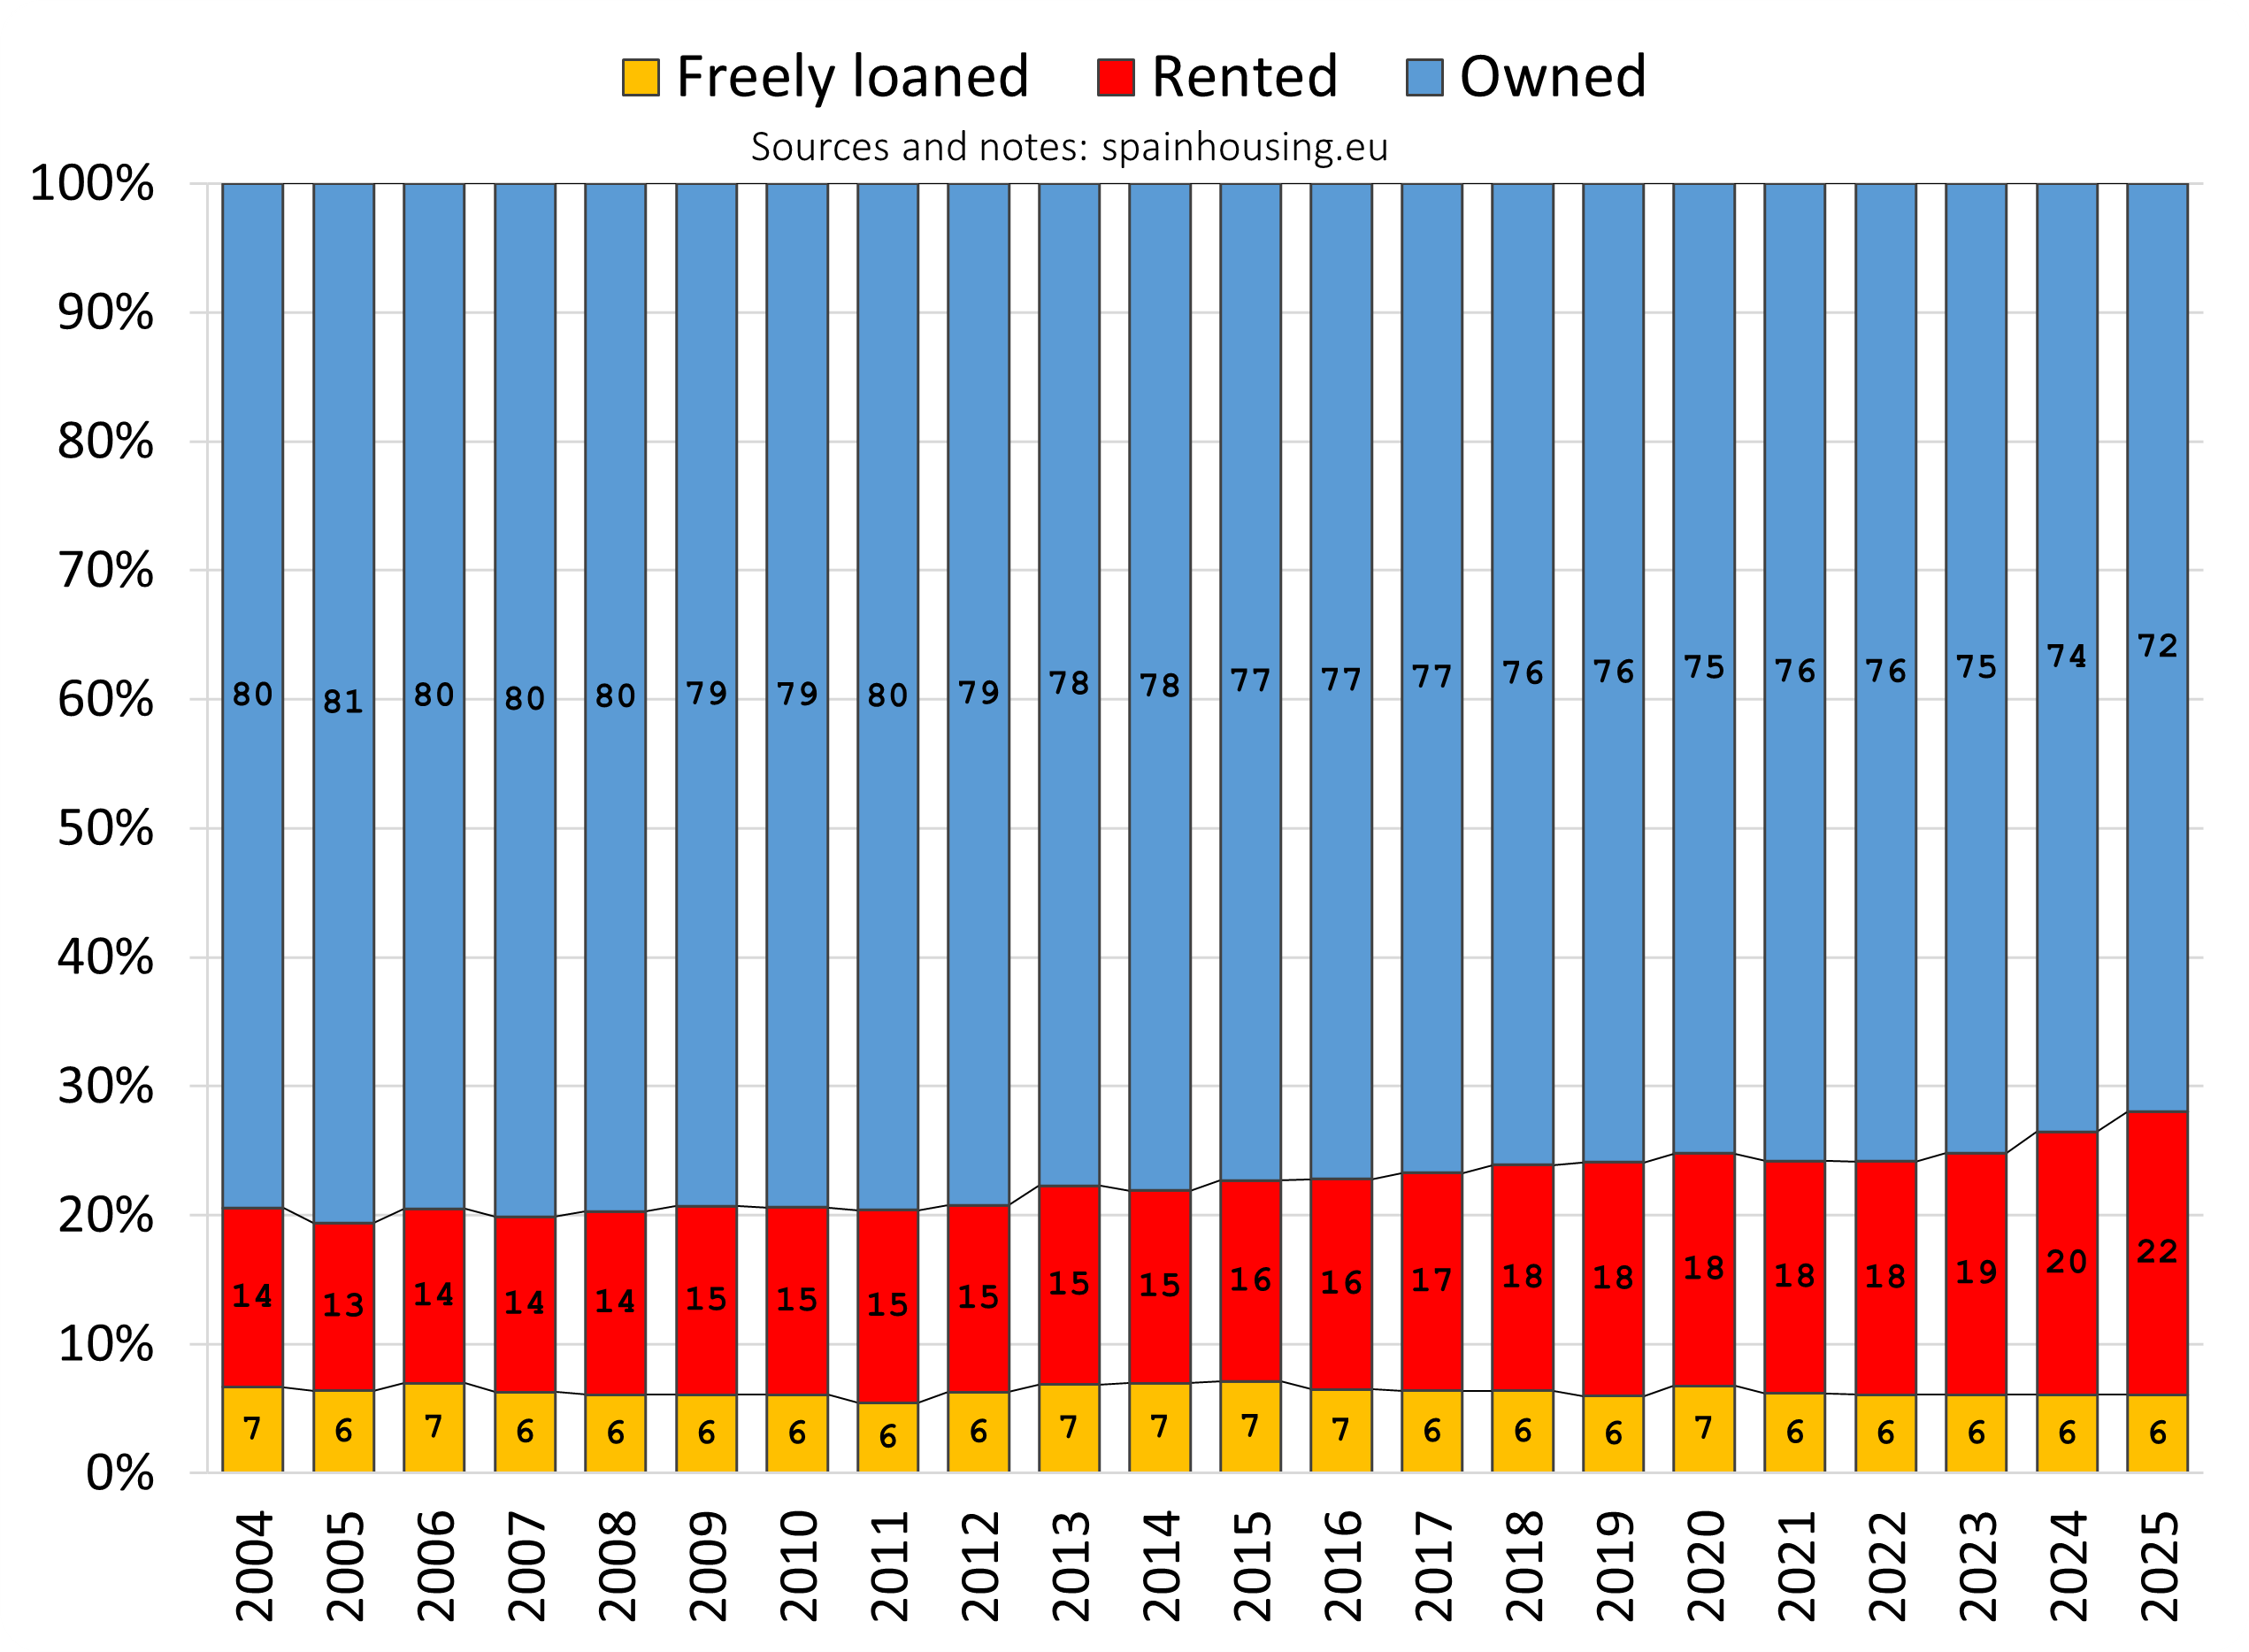 Freely loaned Rented Owned
Sources and notes: spainhousing.eu
100%
90%
80%
70%
60%
50%
40%
30%
20%
10%
0%
80 81 80 80 80 79 79 80 79 78 78 77 77 77 76 76 75 76 76 75 74 72
14 13 14 14 14 15 15 15 15 15 15 16 16 17 18 18 18 18 18 19 20 22
7 6 7 6 6 6 6 6 6 7 7 7 7 6 6 6 7 6 6 6 6 6
2004 2005 2006 2007 2008 2009 2010 2011 2012 2013 2014 2015 2016 2017 2018 2019 2020 2021 2022 2023 2024 2025